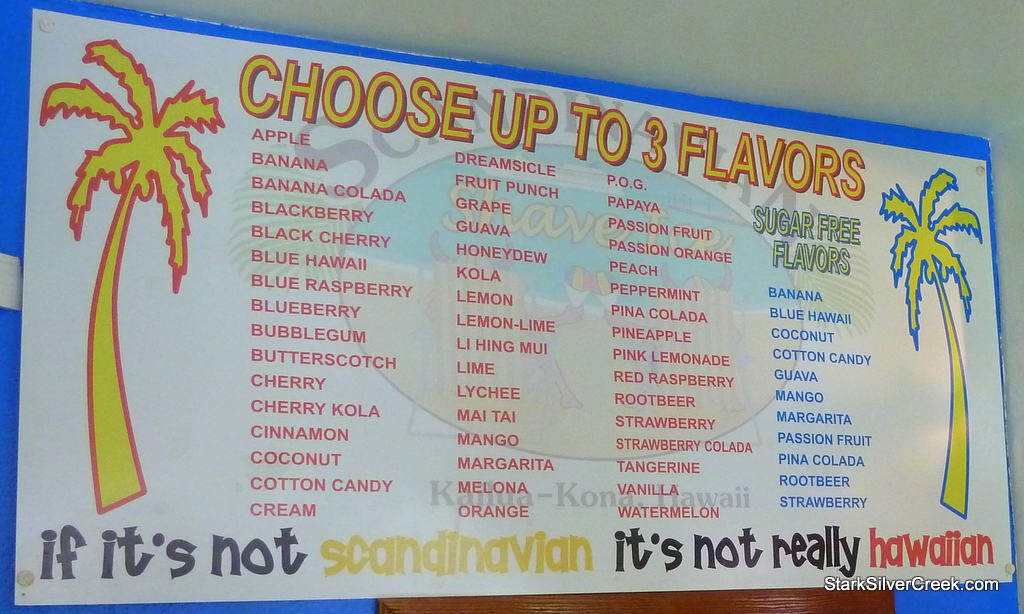 CHOOSE UP TO 3 FLAVORS
APPLE
BANANA
BANANA COLADA
BLACKBERRY
BLACK CHERRY
BLUE HAWAII
BLUE RASPBERRY
BLUEBERRY
BUBBLEGUM
BUTTERSCOTCH
CHERRY
CHERRY KOLA
CINNAMON
COCONUT
COTTON CANDY
CREAM
DREAMSICLE
FRUIT PUNCH
GRAPE
GUAVA
HONEYDEW
KOLA
LEMON
LEMON-LIME
LI HING MUI
LIME
LYCHEE
MAI TAI
MANGO
MARGARITA
MELONA
ORANGE
P.O.G.
PAPAYA
PASSION FRUIT
PASSION ORANGE
PEACH
PEPPERMINT
PINA COLADA
PINEAPPLE
PINK LEMONADE
RED RASPBERRY
ROOTBEER
STRAWBERRY
STRAWBERRY COLADA
TANGERINE
VANILLA
WATERMELON
SUGAR FREE
FLAVORS
BANANA
BLUE HAWAII
COCONUT
COTTON CANDY
GUAVA
MANGO
MARGARITA
PASSION FRUIT
PINA COLADA
ROOTBEER
STRAWBERRY
Shave Ice
Kailua-Kona, Hawaii
if it's not scandinavian it's not really hawaiian
StarkSilverCreek.com